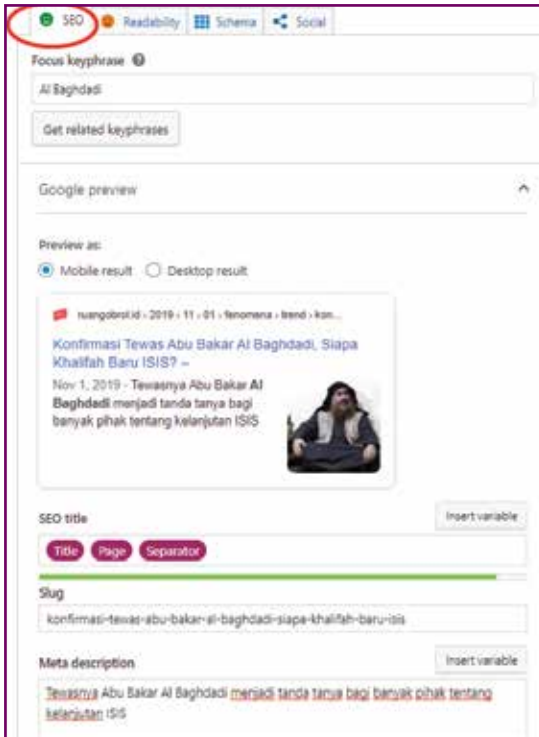 SEO Readability Schema Social
Focus keyphrase
Al Baghdadi
Get related keyphrases
Google preview
Preview as:
Mobile result Desktop result
ruangobrol.id › 2019 › 11 › 01 › fenomena › trend › kon...
Konfirmasi Tewas Abu Bakar Al Baghdadi, Siapa
Khalifah Baru ISIS? –
Nov 1, 2019 - Tewasnya Abu Bakar Al
Baghdadi menjadi tanda tanya bagi
banyak pihak tentang kelanjutan ISIS
SEO title Insert variable
Title Page Separator
Slug
konfirmasi-tewas-abu-bakar-al-baghdadi-siapa-khalifah-baru-isis
Meta description Insert variable
Tewasnya Abu Bakar Al Baghdadi menjadi tanda tanya bagi banyak pihak tentang
kelanjutan ISIS